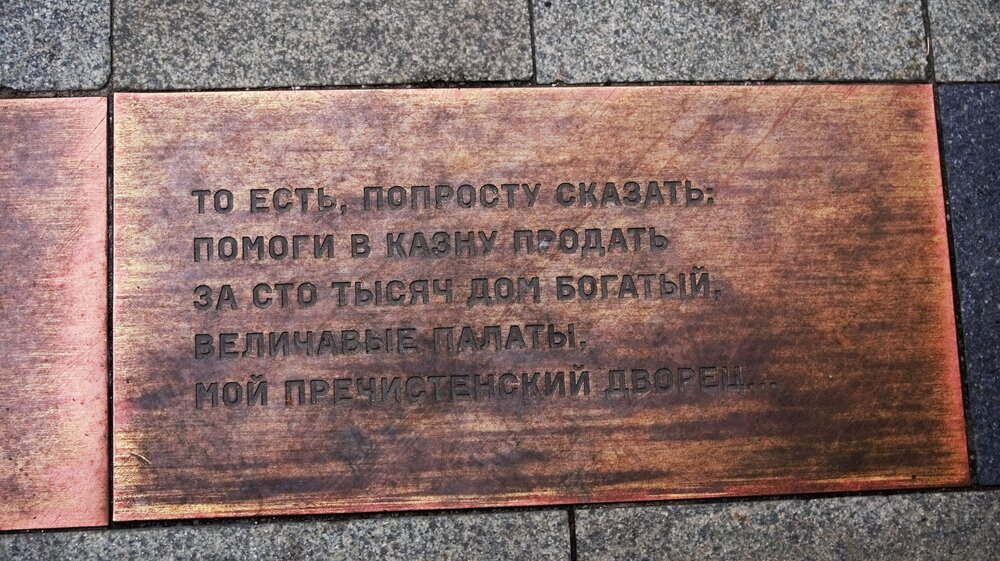 ТО ЕСТЬ, ПОПРОСТУ СКАЗАТЬ:
ПОМОГИ В КАЗНУ ПРОДАТЬ
ЗА СТО ТЫСЯЧ ДОМ БОГАТЫЙ,
ВЕЛИЧАВЫЕ ПАЛАТЫ,
МОЙ ПРЕЧИСТЕНСКИЙ ДВОРЕЦ...